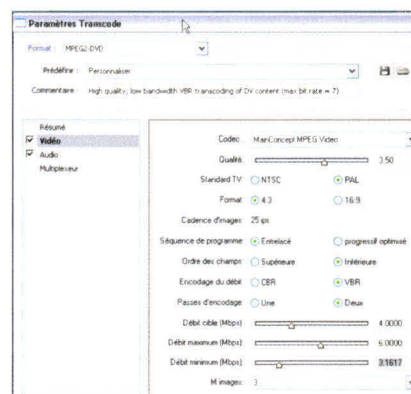 Paramètres Transcode
Format : MPEG2-DVD
Prédéfinir : Personnaliser
Commentaire : High quality, low bandwidth VBR transcoding of DV content (max bit rate = 7)
Résumé
Vidéo
Audio
Multiplexeur
Codec : MainConcept MPEG Video
Qualité : 3.50
Standard TV : NTSC PAL
Format : 4:3 16:9
Cadence d'images : 25 ips
Séquence de programme : Entrelacé progressif optimisé
Ordre des champs : Supérieure Inférieure
Encodage du débit : CBR VBR
Passes d'encodage : Une Deux
Débit cible (Mbps) : 4.0000
Débit maximum (Mbps) : 6.0000
Débit minimum (Mbps) : 3.1617
M images : 3